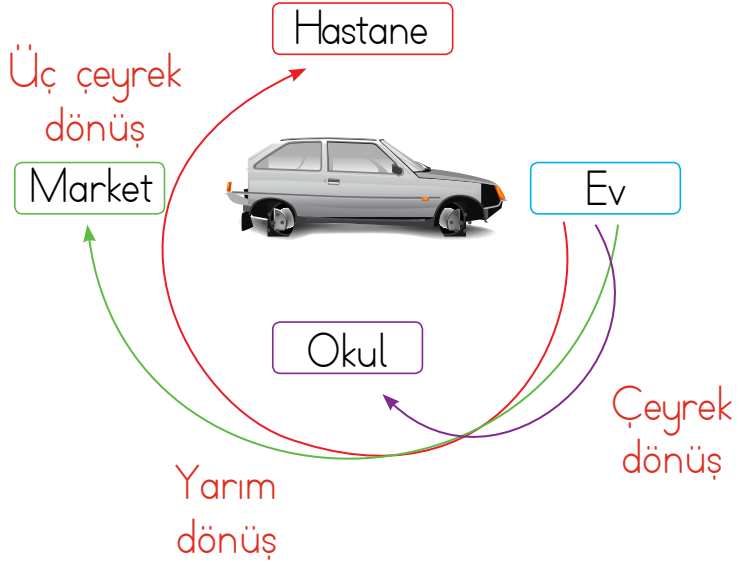 Hastane
Üç çeyrek
dönüş
Market
Ev
Okul
Çeyrek
dönüş
Yarım
dönüş